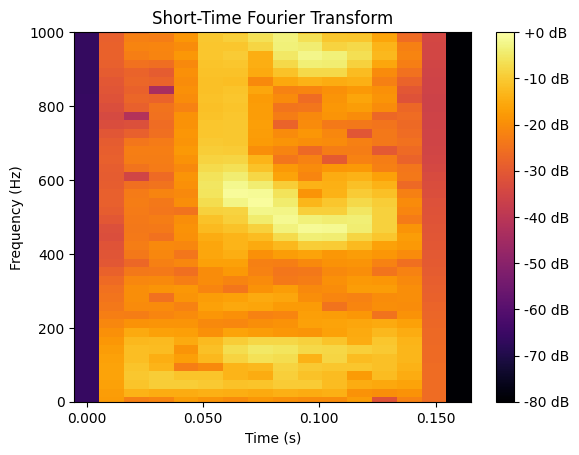 Short-Time Fourier Transform
1000
800
600
400
200
0
Frequency (Hz)
0.000
0.050
0.100
0.150
Time (s)
+0 dB
-10 dB
-20 dB
-30 dB
-40 dB
-50 dB
-60 dB
-70 dB
-80 dB